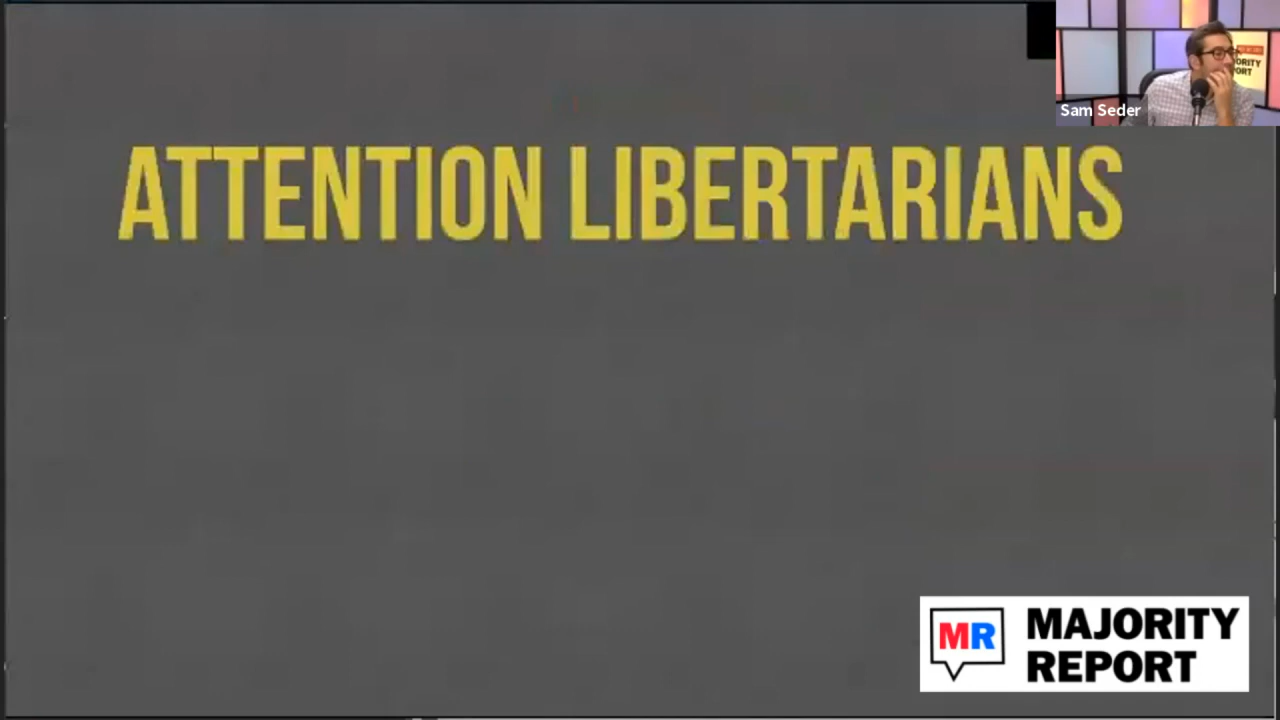 Sam Seder
ATTENTION LIBERTARIANS
MR
MAJORITY
REPORT